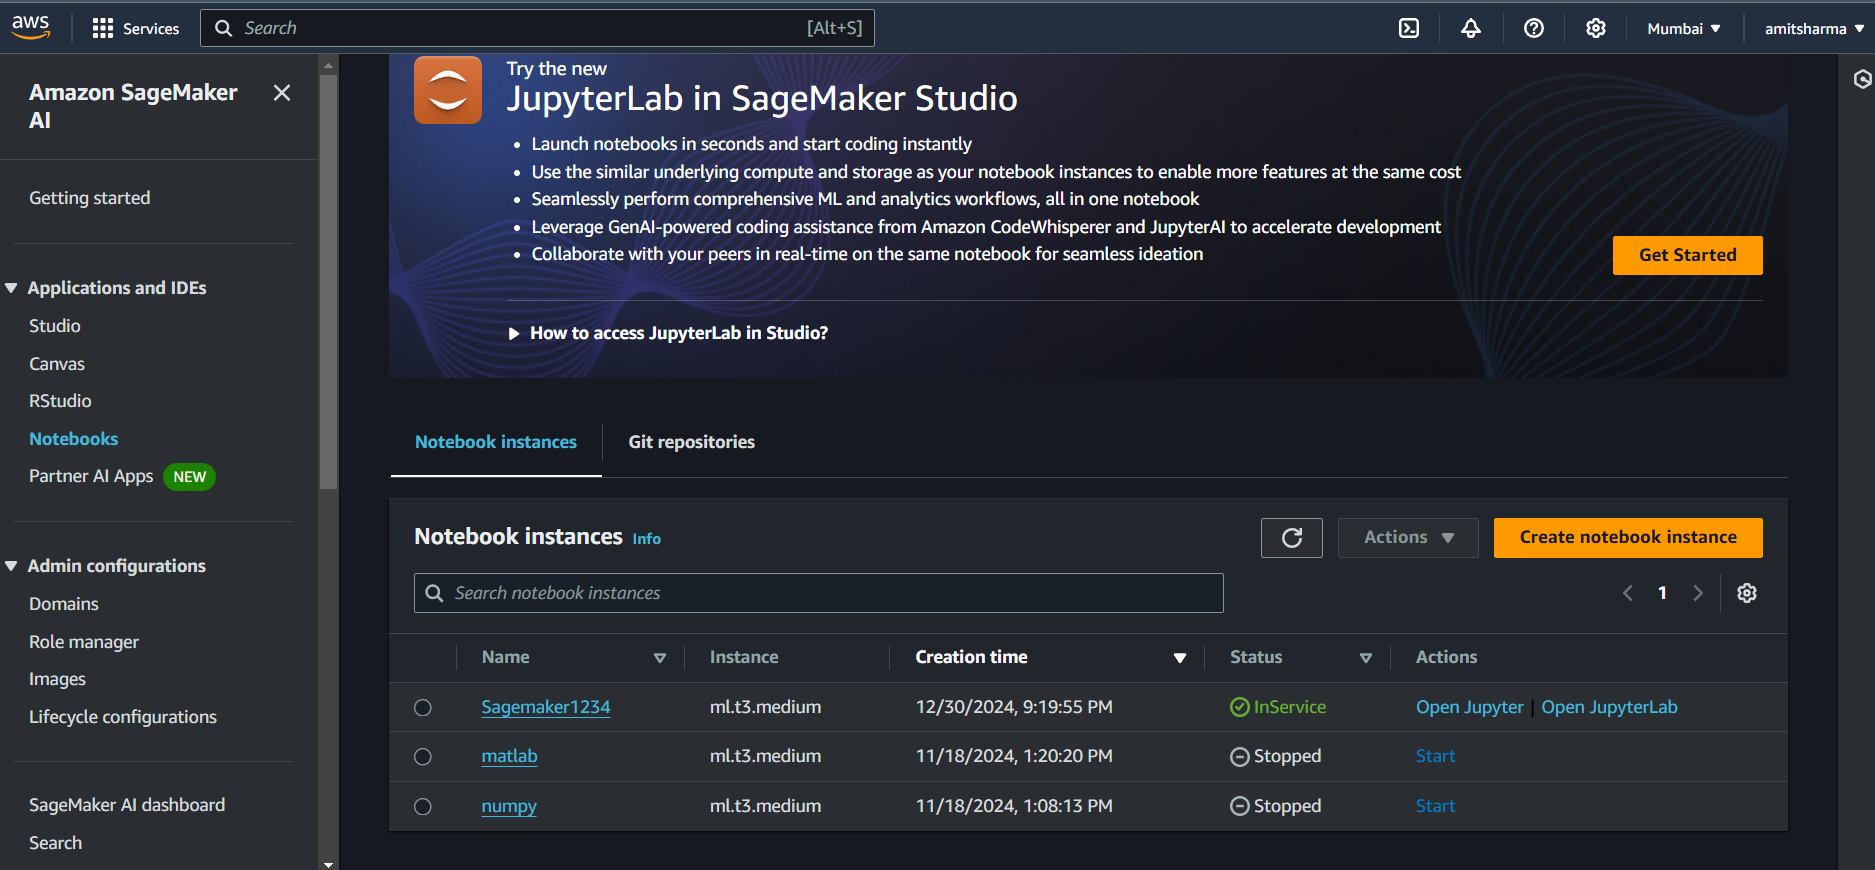 aws Services Search [Alt+S] Mumbai amitsharma
Amazon SageMaker AI
Getting started
Applications and IDEs
Studio
Canvas
RStudio
Notebooks
Partner AI Apps NEW
Admin configurations
Domains
Role manager
Images
Lifecycle configurations
SageMaker AI dashboard
Search
Try the new
JupyterLab in SageMaker Studio
• Launch notebooks in seconds and start coding instantly
• Use the similar underlying compute and storage as your notebook instances to enable more features at the same cost
• Seamlessly perform comprehensive ML and analytics workflows, all in one notebook
• Leverage GenAI-powered coding assistance from Amazon CodeWhisperer and JupyterAI to accelerate development
• Collaborate with your peers in real-time on the same notebook for seamless ideation
Get Started
How to access JupyterLab in Studio?
Notebook instances Git repositories
Notebook instances Info Actions Create notebook instance
Search notebook instances 1
Name Instance Creation time Status Actions
Sagemaker1234 ml.t3.medium 12/30/2024, 9:19:55 PM InService Open Jupyter | Open JupyterLab
matlab ml.t3.medium 11/18/2024, 1:20:20 PM Stopped Start
numpy ml.t3.medium 11/18/2024, 1:08:13 PM Stopped Start